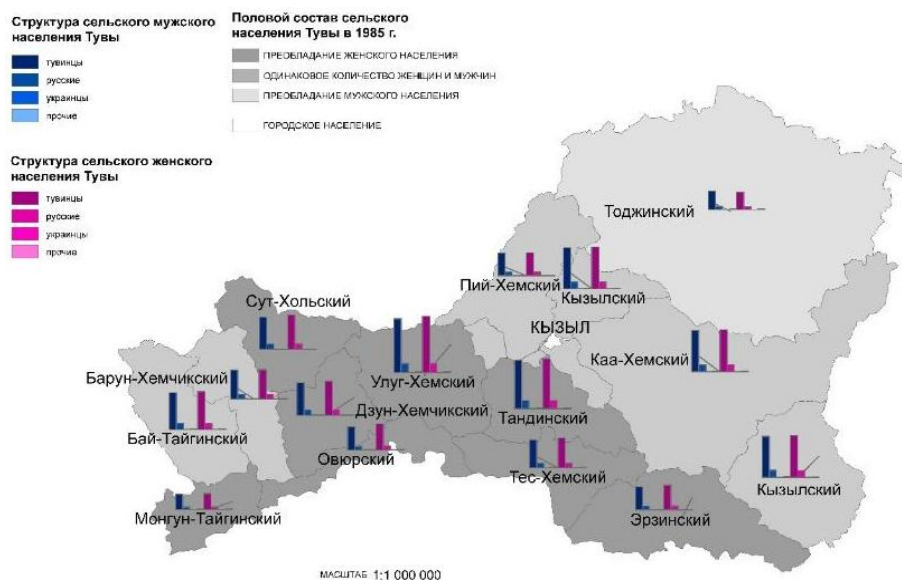 Структура сельского мужского
населения Тувы
тувинцы
русские
украинцы
прочие
Половой состав сельского
населения Тувы в 1985 г.
ПРЕОБЛАДАНИЕ ЖЕНСКОГО НАСЕЛЕНИЯ
ОДИНАКОВОЕ КОЛИЧЕСТВО ЖЕНЩИН И МУЖЧИН
ПРЕОБЛАДАНИЕ МУЖСКОГО НАСЕЛЕНИЯ
ГОРОДСКОЕ НАСЕЛЕНИЕ
Структура сельского женского
населения Тувы
тувинцы
русские
украинцы
прочие
Тоджинский
Пий-Хемский
Кызылский
Сут-Хольский
КЫЗЫЛ
Каа-Хемский
Барун-Хемчикский
Улуг-Хемский
Дзун-Хемчикский
Тандинский
Бай-Тайгинский
Овюрский
Тес-Хемский
Кызылский
Монгун-Тайгинский
Эрзинский
МАСШТАБ 1:1 000 000